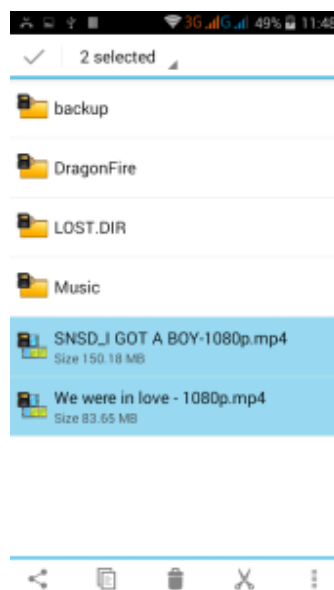 3G G 49% 11:48
2 selected
backup
DragonFire
LOST.DIR
Music
SNSD_I GOT A BOY-1080p.mp4
Size 150.18 MB
We were in love - 1080p.mp4
Size 83.65 MB